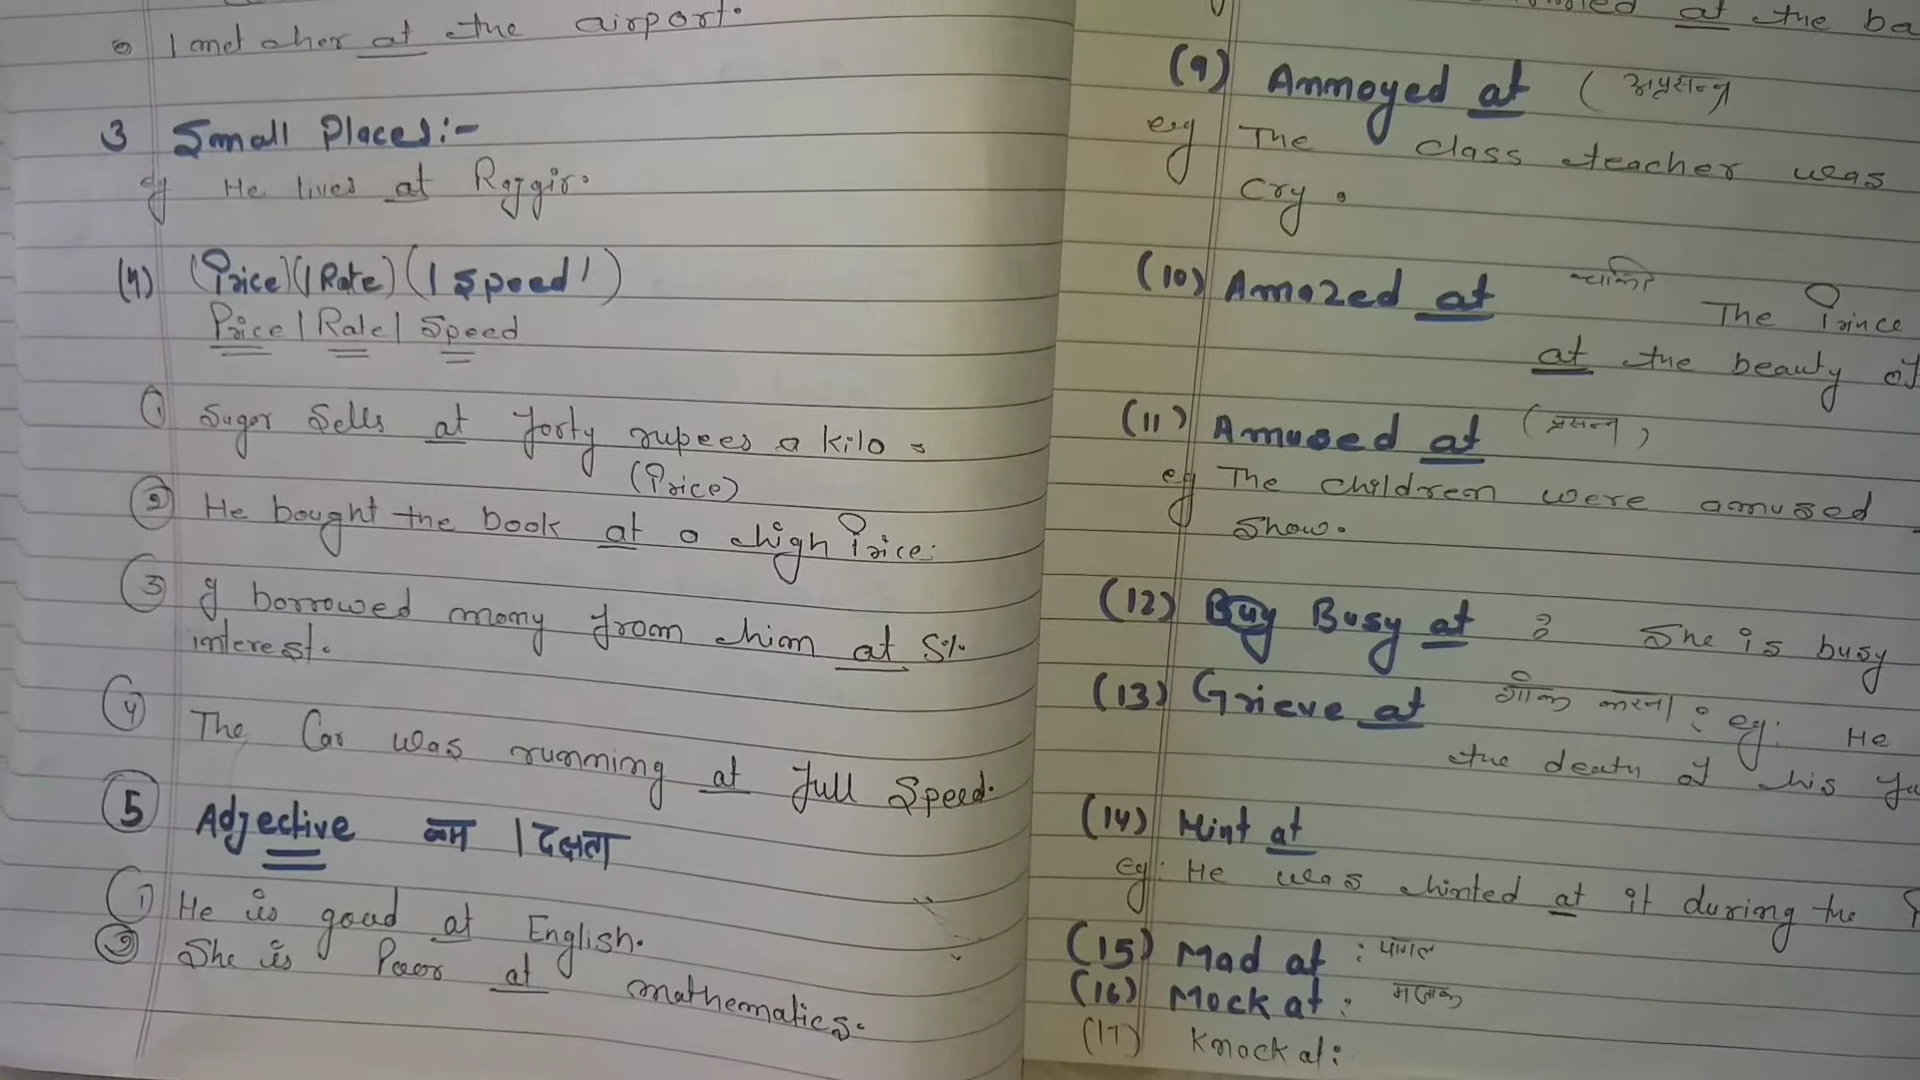 I met her at the airport.
3 Small Places:-
eg He lives at Rajgir.
(4) (Price)(|Rate)(| Speed')
Price | Rate | Speed
① Sugar Sells at forty rupees a kilo.
(Price)
② He bought the book at a high Price.
③ I borrowed mony from him at 5%
interest.
④ The Car was running at full Speed.
⑤ Adjective कम | दक्षता
① He is good at English.
② She is Poor at mathematics.
at the ba
(9) Annoyed at (अप्रसन्न)
eg The class teacher was
Cry.
(10) Amazed at The Prince
at the beauty of
(11) Amused at (प्रसन्न)
eg The children were amused
Show.
(12) Busy at : She is busy
(13) Grieve at शोक करना : eg: He
the death of his fa
(14) Hint at
eg: He was hinted at it during the
(15) Mad at : पागल
(16) Mock at : मजाक
(17) Knock at :